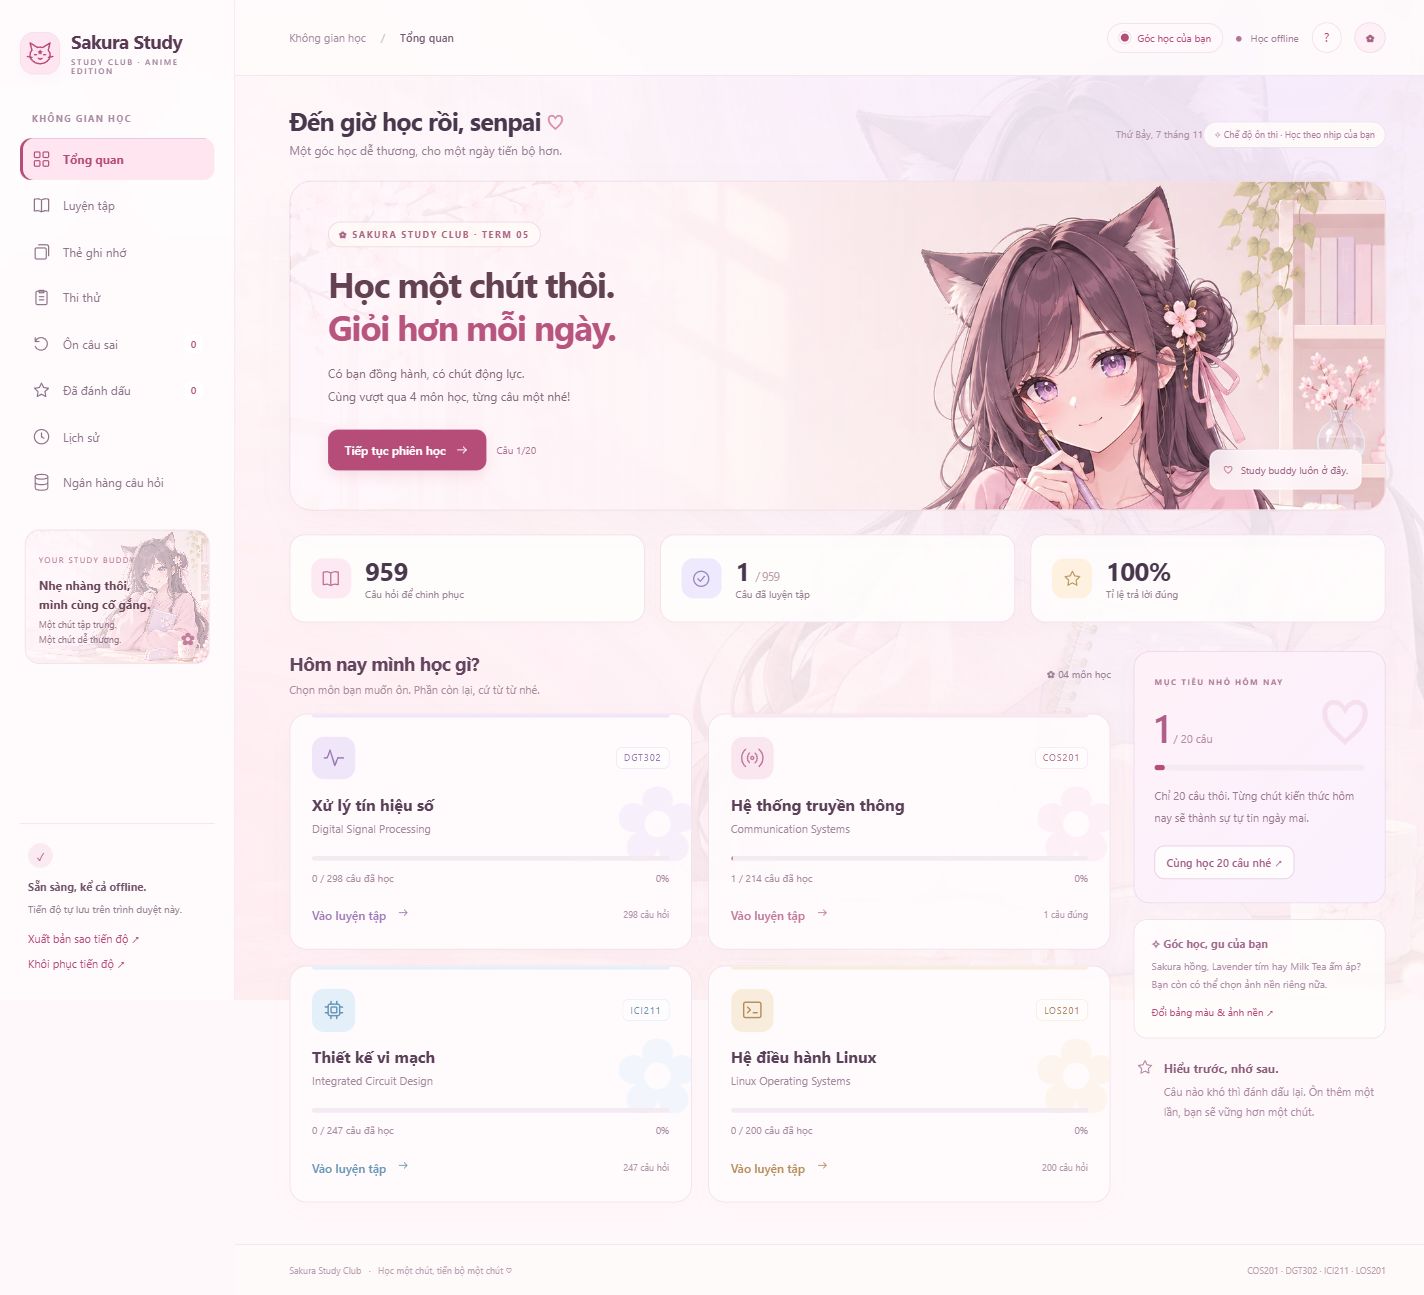 Sakura Study
STUDY CLUB · ANIME
EDITION
KHÔNG GIAN HỌC
Tổng quan
Luyện tập
Thẻ ghi nhớ
Thi thử
Ôn câu sai 0
Đã đánh dấu 0
Lịch sử
Ngân hàng câu hỏi
YOUR STUDY BUDDY
Nhẹ nhàng thôi,
mình cùng cố gắng.
Một chút tập trung.
Một chút dễ thương.
✓
Sẵn sàng, kể cả offline.
Tiến độ tự lưu trên trình duyệt này.
Xuất bản sao tiến độ ↗
Khôi phục tiến độ ↗
Không gian học / Tổng quan
Góc học của bạn
Học offline
?
Đến giờ học rồi, senpai ♡
Một góc học dễ thương, cho một ngày tiến bộ hơn.
Thứ Bảy, 7 tháng 11
✧ Chế độ ôn thi · Học theo nhịp của bạn
✿ SAKURA STUDY CLUB · TERM 05
Học một chút thôi.
Giỏi hơn mỗi ngày.
Có bạn đồng hành, có chút động lực.
Cùng vượt qua 4 môn học, từng câu một nhé!
Tiếp tục phiên học → Câu 1/20
♡ Study buddy luôn ở đây.
959
Câu hỏi để chinh phục
1 / 959
Câu đã luyện tập
100%
Tỉ lệ trả lời đúng
Hôm nay mình học gì?
Chọn môn bạn muốn ôn. Phần còn lại, cứ từ từ nhé.
✿ 04 môn học
DGT302
Xử lý tín hiệu số
Digital Signal Processing
0 / 298 câu đã học 0%
Vào luyện tập → 298 câu hỏi
COS201
Hệ thống truyền thông
Communication Systems
1 / 214 câu đã học 0%
Vào luyện tập → 1 câu đúng
ICI211
Thiết kế vi mạch
Integrated Circuit Design
0 / 247 câu đã học 0%
Vào luyện tập → 247 câu hỏi
LOS201
Hệ điều hành Linux
Linux Operating Systems
0 / 200 câu đã học 0%
Vào luyện tập → 200 câu hỏi
MỤC TIÊU NHỎ HÔM NAY
1 / 20 câu
Chỉ 20 câu thôi. Từng chút kiến thức hôm
nay sẽ thành sự tự tin ngày mai.
Cùng học 20 câu nhé ↗
✧ Góc học, gu của bạn
Sakura hồng, Lavender tím hay Milk Tea ấm áp?
Bạn còn có thể chọn ảnh nền riêng nữa.
Đổi bảng màu & ảnh nền ↗
Hiểu trước, nhớ sau.
Câu nào khó thì đánh dấu lại. Ôn thêm một
lần, bạn sẽ vững hơn một chút.
Sakura Study Club · Học một chút, tiến bộ một chút ♡
COS201 · DGT302 · ICI211 · LOS201